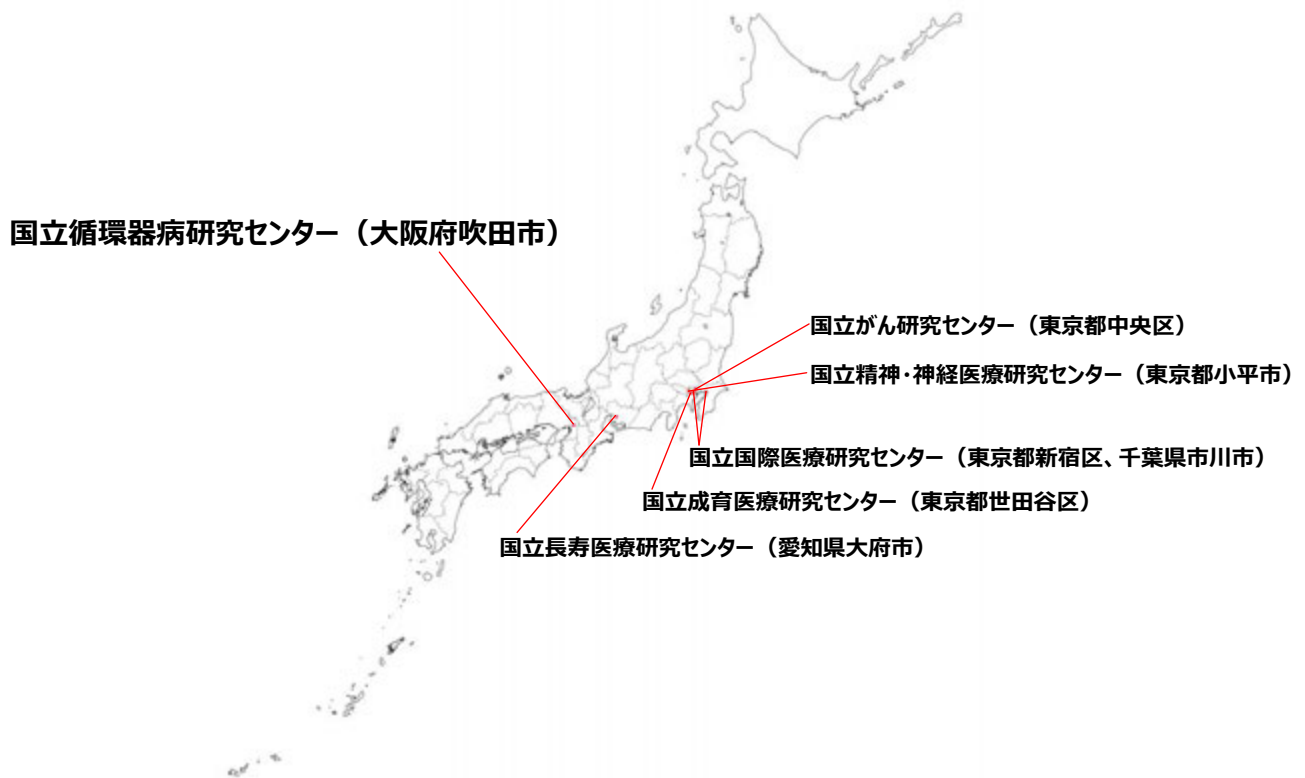 国立循環器病研究センター（大阪府吹田市）
国立がん研究センター（東京都中央区）
国立精神・神経医療研究センター（東京都小平市）
国立国際医療研究センター（東京都新宿区、千葉県市川市）
国立成育医療研究センター（東京都世田谷区）
国立長寿医療研究センター（愛知県大府市）